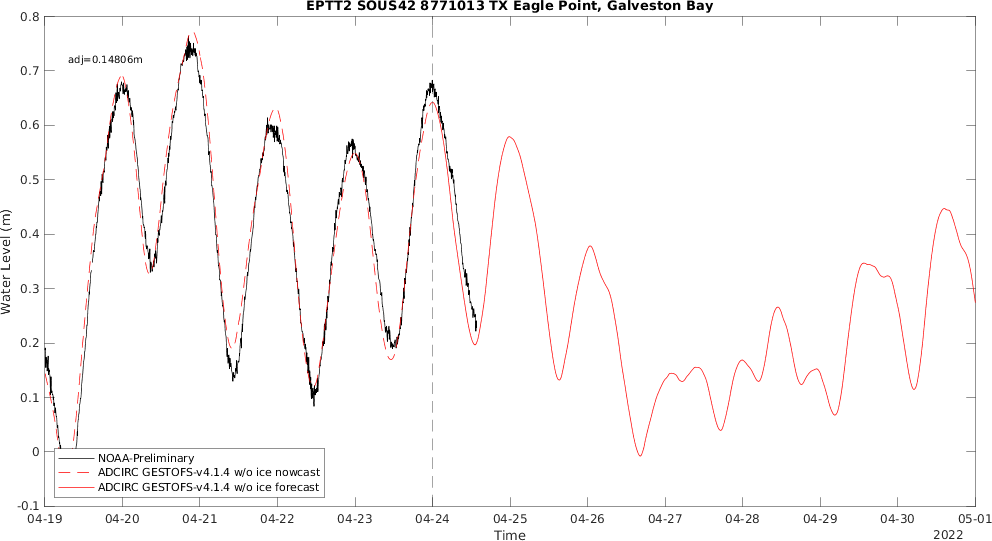 EPTT2 SOUS42 8771013 TX Eagle Point, Galveston Bay
0.8
0.7
0.6
0.5
0.4
0.3
0.2
0.1
0
-0.1
Water Level (m)
adj=0.14806m
NOAA-Preliminary
ADCIRC GESTOFS-v4.1.4 w/o ice nowcast
ADCIRC GESTOFS-v4.1.4 w/o ice forecast
04-19 04-20 04-21 04-22 04-23 04-24 04-25 04-26 04-27 04-28 04-29 04-30 05-01
Time
2022